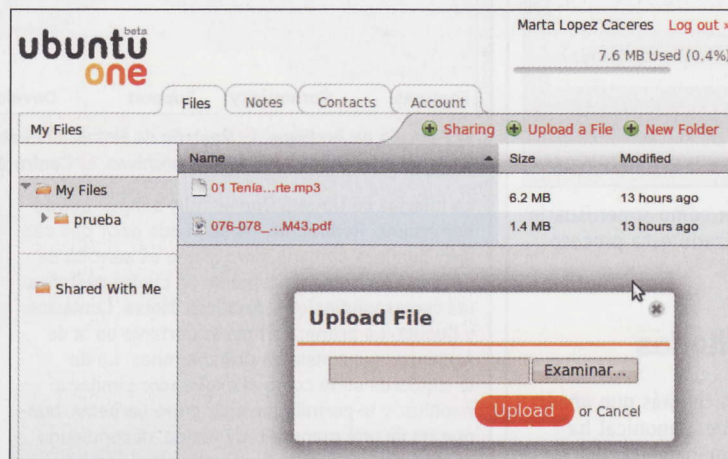 ubuntu beta
one
Marta Lopez Caceres Log out »
7.6 MB Used (0.4%)
Files Notes Contacts Account
My Files
Sharing Upload a File New Folder
Name Size Modified
My Files
prueba
Shared With Me
01 Tenía...rte.mp3 6.2 MB 13 hours ago
076-078_...M43.pdf 1.4 MB 13 hours ago
Upload File
Examinar...
Upload or Cancel